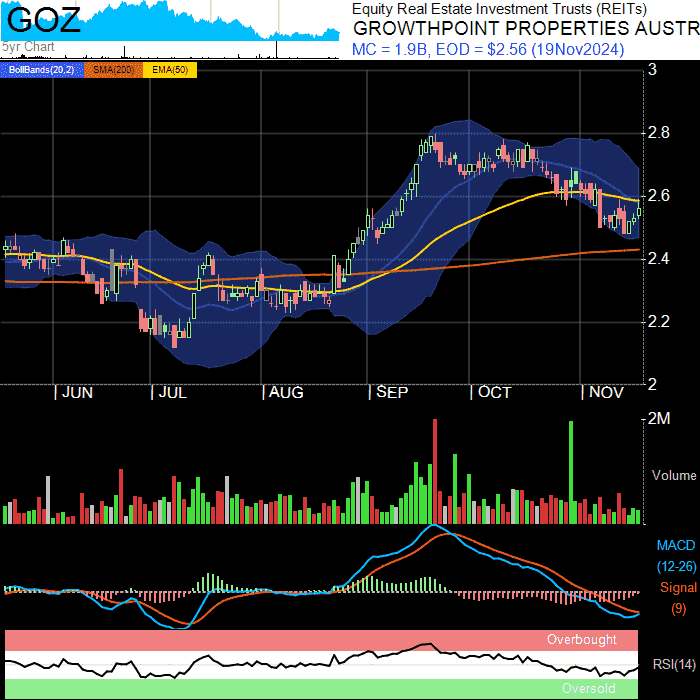 GOZ
5yr Chart
Equity Real Estate Investment Trusts (REITs)
GROWTHPOINT PROPERTIES AUSTR
MC = 1.9B, EOD = $2.56 (19Nov2024)
BollBands(20,2) SMA(200) EMA(50)
3
2.8
2.6
2.4
2.2
2
JUN JUL AUG SEP OCT NOV
2M
Volume
MACD
(12-26)
Signal
(9)
Overbought
RSI(14)
Oversold